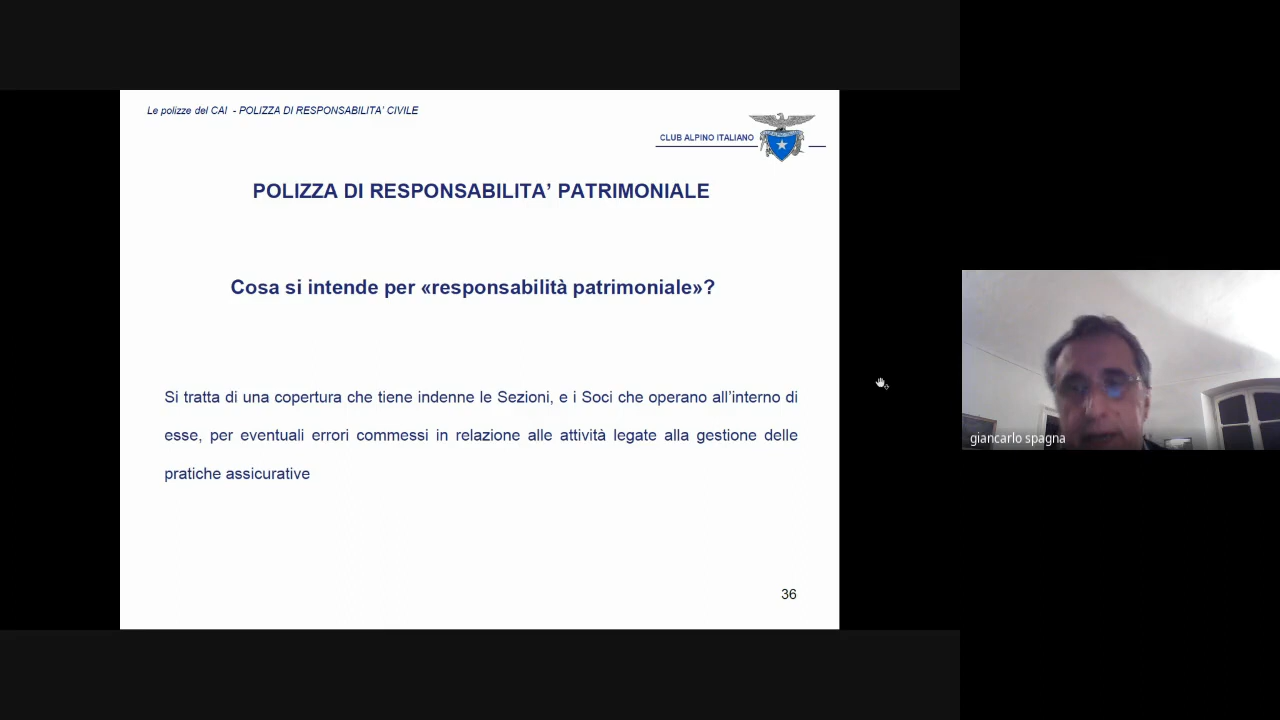 Le polizze del CAI - POLIZZA DI RESPONSABILITA' CIVILE
CLUB ALPINO ITALIANO
POLIZZA DI RESPONSABILITA' PATRIMONIALE
Cosa si intende per «responsabilità patrimoniale»?
Si tratta di una copertura che tiene indenne le Sezioni, e i Soci che operano all'interno di
esse, per eventuali errori commessi in relazione alle attività legate alla gestione delle
pratiche assicurative
36
giancarlo spagna